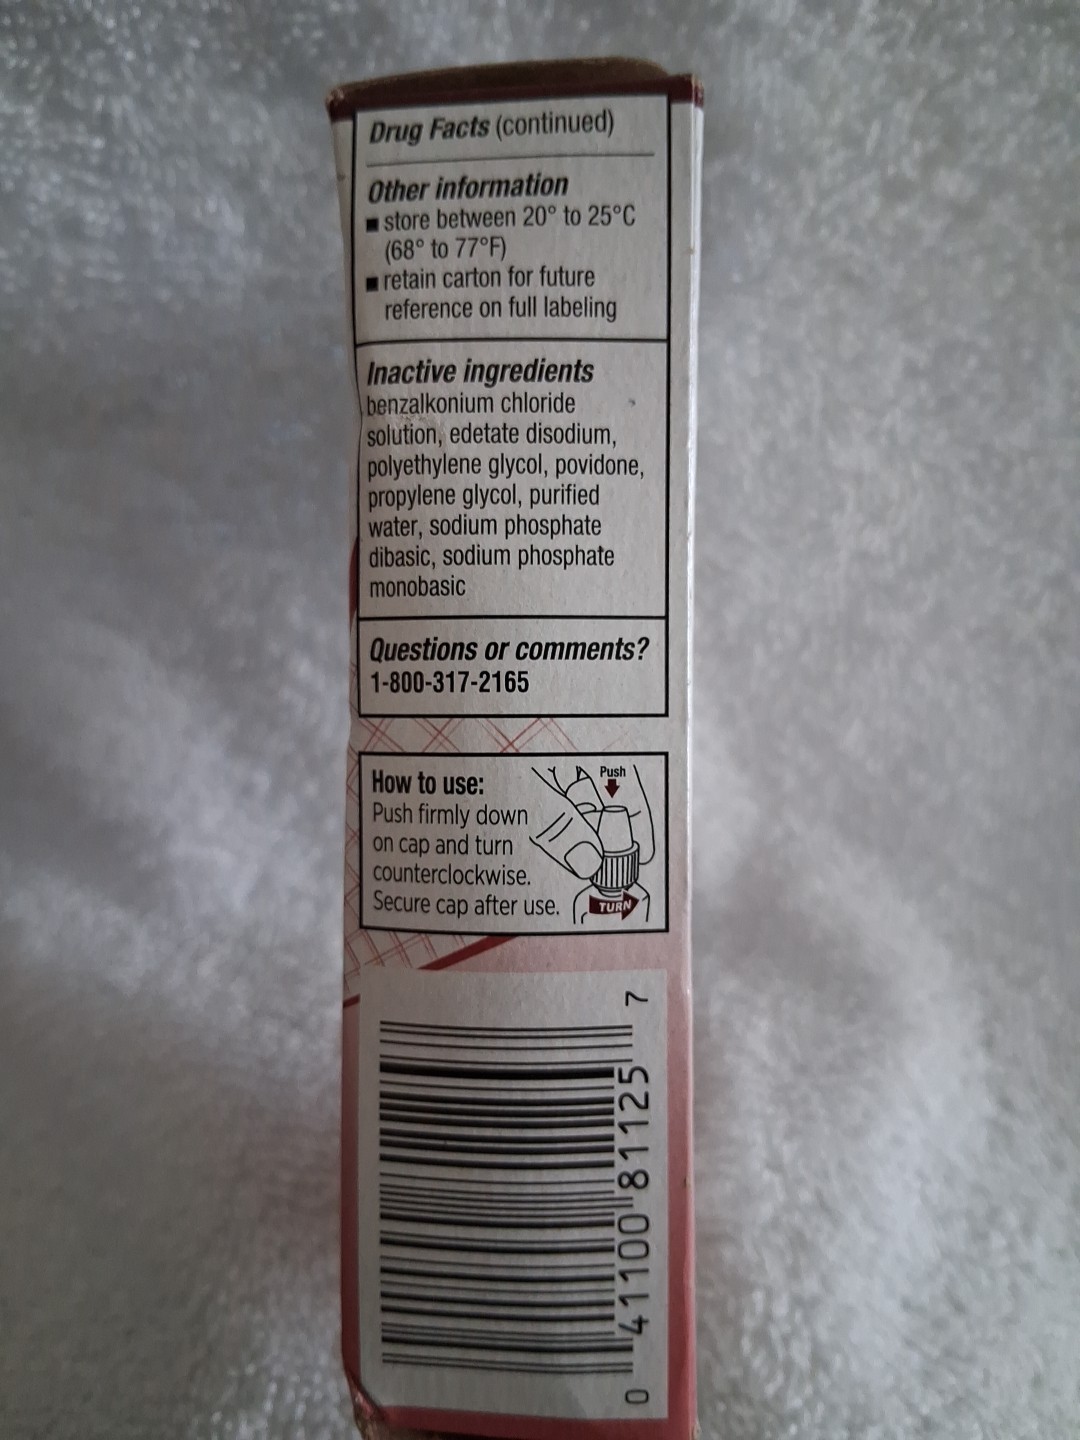 Drug Facts (continued)
Other information
■ store between 20° to 25°C
(68° to 77°F)
■ retain carton for future
reference on full labeling
Inactive ingredients
benzalkonium chloride
solution, edetate disodium,
polyethylene glycol, povidone,
propylene glycol, purified
water, sodium phosphate
dibasic, sodium phosphate
monobasic
Questions or comments?
1-800-317-2165
How to use:
Push firmly down
on cap and turn
counterclockwise.
Secure cap after use.
Push
TURN
0 41100 81125 7